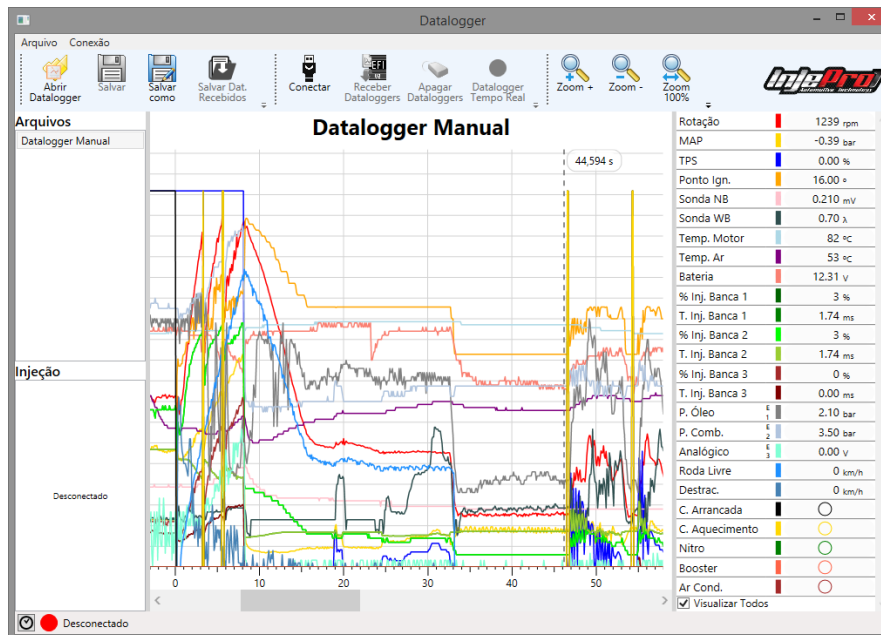 Datalogger
Arquivo Conexão
Abrir Datalogger
Salvar
Salvar como
Salvar Dat. Recebidos
Conectar
EFI
Receber Dataloggers
Apagar Dataloggers
Datalogger Tempo Real
Zoom +
Zoom -
Zoom 100%
InjePro
Automotive Technology
Arquivos
Datalogger Manual
Injeção
Desconectado
Datalogger Manual
44,594 s
0 10 20 30 40 50
Rotação 1239 rpm
MAP -0.39 bar
TPS 0.00 %
Ponto Ign. 16.00 º
Sonda NB 0.210 mV
Sonda WB 0.70 λ
Temp. Motor 82 ºC
Temp. Ar 53 ºC
Bateria 12.31 V
% Inj. Banca 1 3 %
T. Inj. Banca 1 1.74 ms
% Inj. Banca 2 3 %
T. Inj. Banca 2 1.74 ms
% Inj. Banca 3 0 %
T. Inj. Banca 3 0.00 ms
P. Óleo E 1 2.10 bar
P. Comb. E 2 3.50 bar
Analógico E 3 0.00 V
Roda Livre 0 km/h
Destrac. 0 km/h
C. Arrancada
C. Aquecimento
Nitro
Booster
Ar Cond.
Visualizar Todos
Desconectado